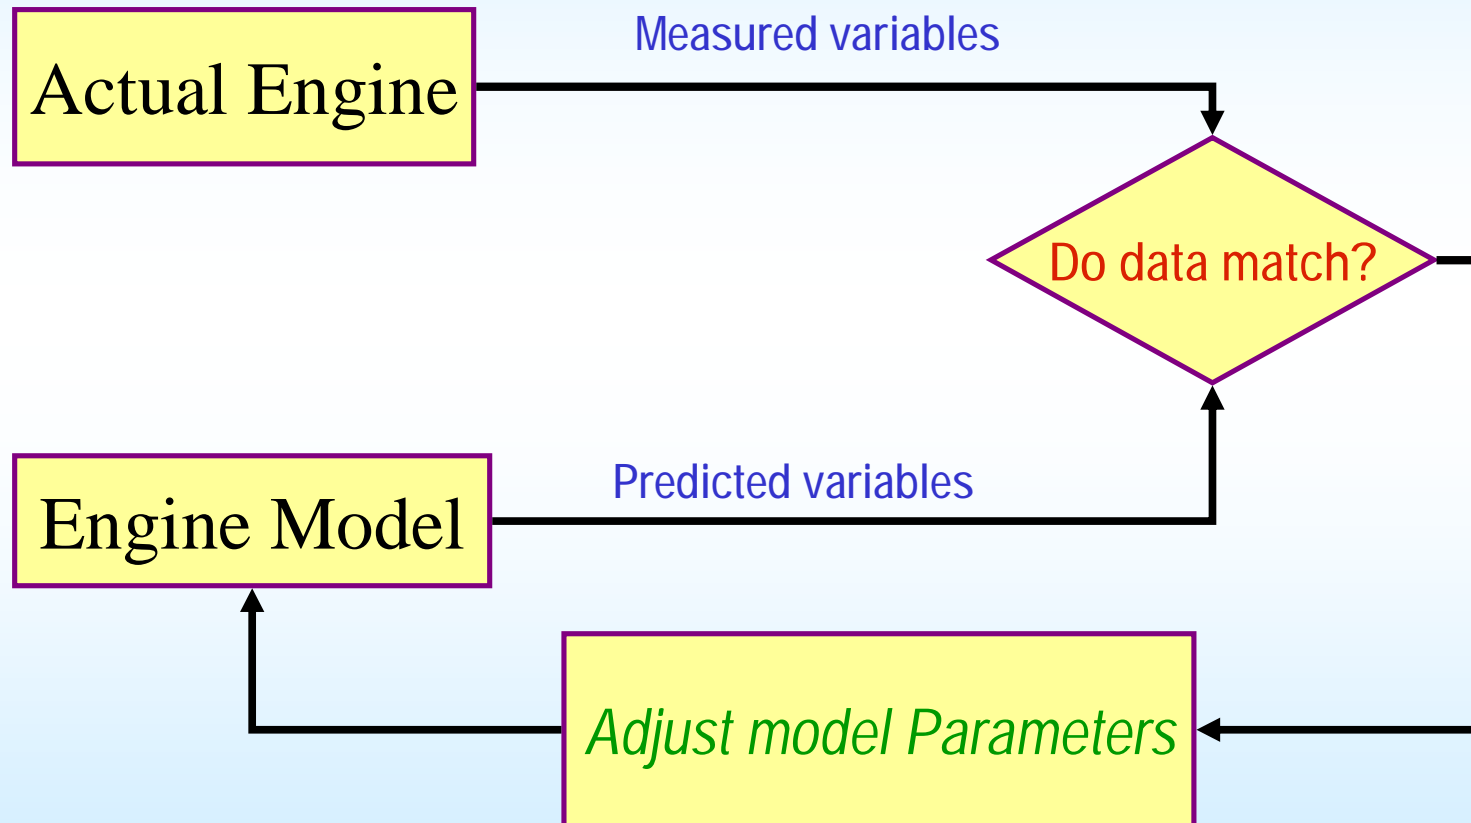 Measured variables
Actual Engine
Do data match?
Predicted variables
Engine Model
Adjust model Parameters